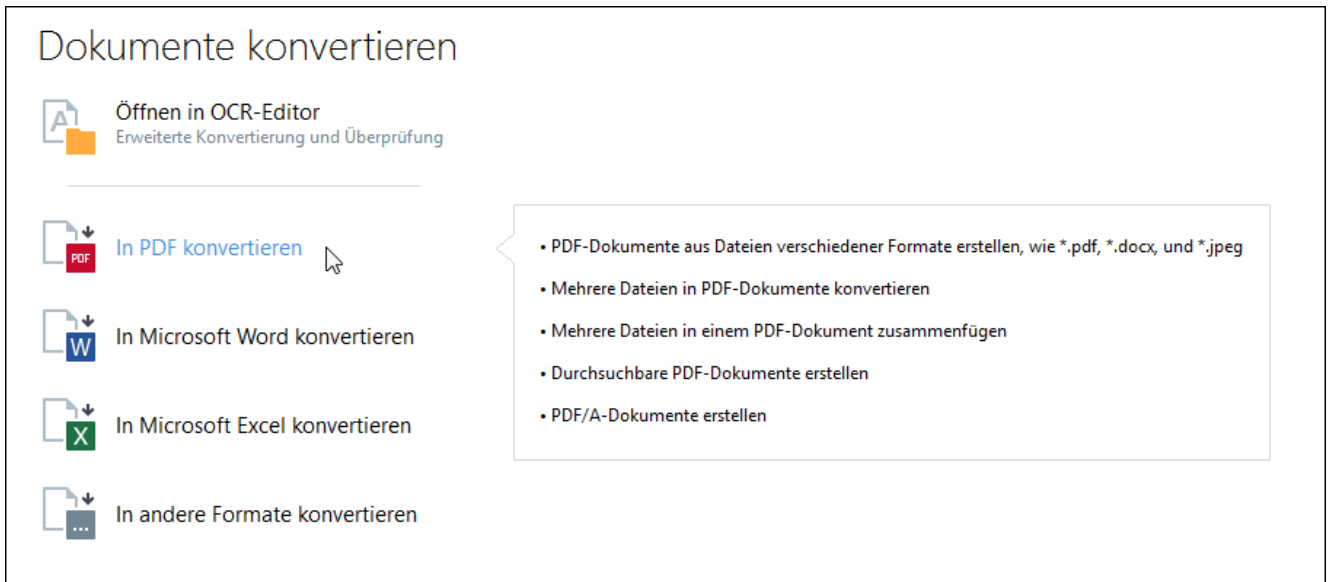 Dokumente konvertieren
A
Öffnen in OCR-Editor
Erweiterte Konvertierung und Überprüfung
PDF
In PDF konvertieren
• PDF-Dokumente aus Dateien verschiedener Formate erstellen, wie *.pdf, *.docx, und *.jpeg
• Mehrere Dateien in PDF-Dokumente konvertieren
• Mehrere Dateien in einem PDF-Dokument zusammenfügen
• Durchsuchbare PDF-Dokumente erstellen
• PDF/A-Dokumente erstellen
W
In Microsoft Word konvertieren
X
In Microsoft Excel konvertieren
...
In andere Formate konvertieren